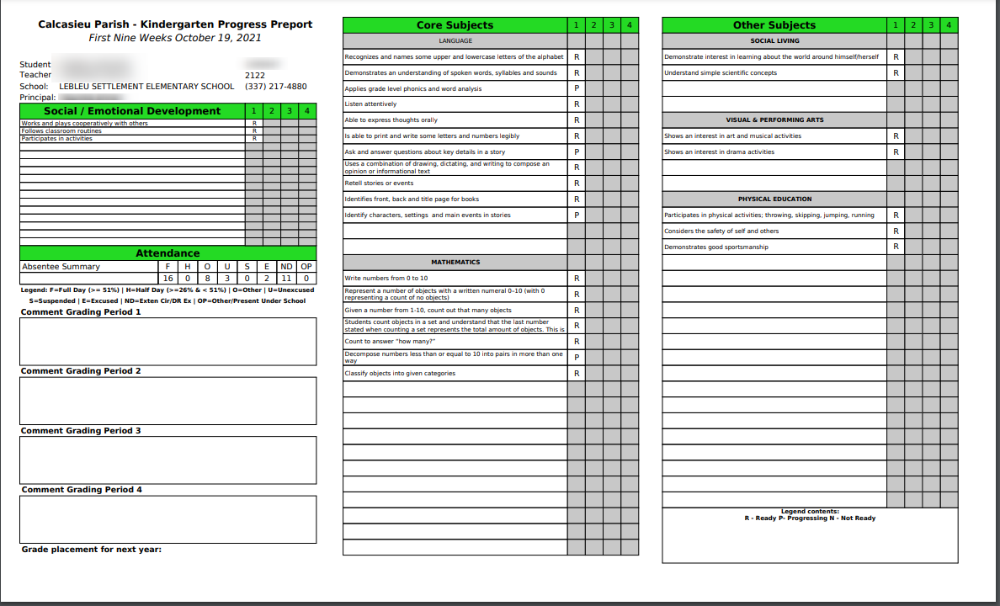 Calcasieu Parish - Kindergarten Progress Preport
First Nine Weeks October 19, 2021
Student
Teacher 2122
School: LEBLEU SETTLEMENT ELEMENTARY SCHOOL (337) 217-4880
Principal:
Social / Emotional Development 1 2 3 4
Works and plays cooperatively with others R
Follows classroom routines R
Participates in activities R
Attendance
Absentee Summary F H O U S E ND OP
16 0 8 3 0 2 11 0
Legend: F=Full Day (>= 51%) | H=Half Day (>=26% & < 51%) | O=Other | U=Unexcused
S=Suspended | E=Excused | ND=Exten Cir/DR Ex | OP=Other/Present Under School
Comment Grading Period 1
Comment Grading Period 2
Comment Grading Period 3
Comment Grading Period 4
Grade placement for next year:
Core Subjects 1 2 3 4
LANGUAGE
Recognizes and names some upper and lowercase letters of the alphabet R
Demonstrates an understanding of spoken words, syllables and sounds R
Applies grade level phonics and word analysis P
Listen attentively R
Able to express thoughts orally R
Is able to print and write some letters and numbers legibly R
Ask and answer questions about key details in a story P
Uses a combination of drawing, dictating, and writing to compose an
opinion or informational text R
Retell stories or events R
Identifies front, back and title page for books R
Identify characters, settings and main events in stories P
MATHEMATICS
Write numbers from 0 to 10 R
Represent a number of objects with a written numeral 0–10 (with 0
representing a count of no objects) R
Given a number from 1-10, count out that many objects R
Students count objects in a set and understand that the last number
stated when counting a set represents the total amount of objects. This is R
Count to answer “how many?” R
Decompose numbers less than or equal to 10 into pairs in more than one
way P
Classify objects into given categories R
Other Subjects 1 2 3 4
SOCIAL LIVING
Demonstrate interest in learning about the world around himself/herself R
Understand simple scientific concepts R
VISUAL & PERFORMING ARTS
Shows an interest in art and musical activities R
Shows an interest in drama activities R
PHYSICAL EDUCATION
Participates in physical activities; throwing, skipping, jumping, running R
Considers the safety of self and others R
Demonstrates good sportsmanship R
Legend contents:
R - Ready P- Progressing N - Not Ready